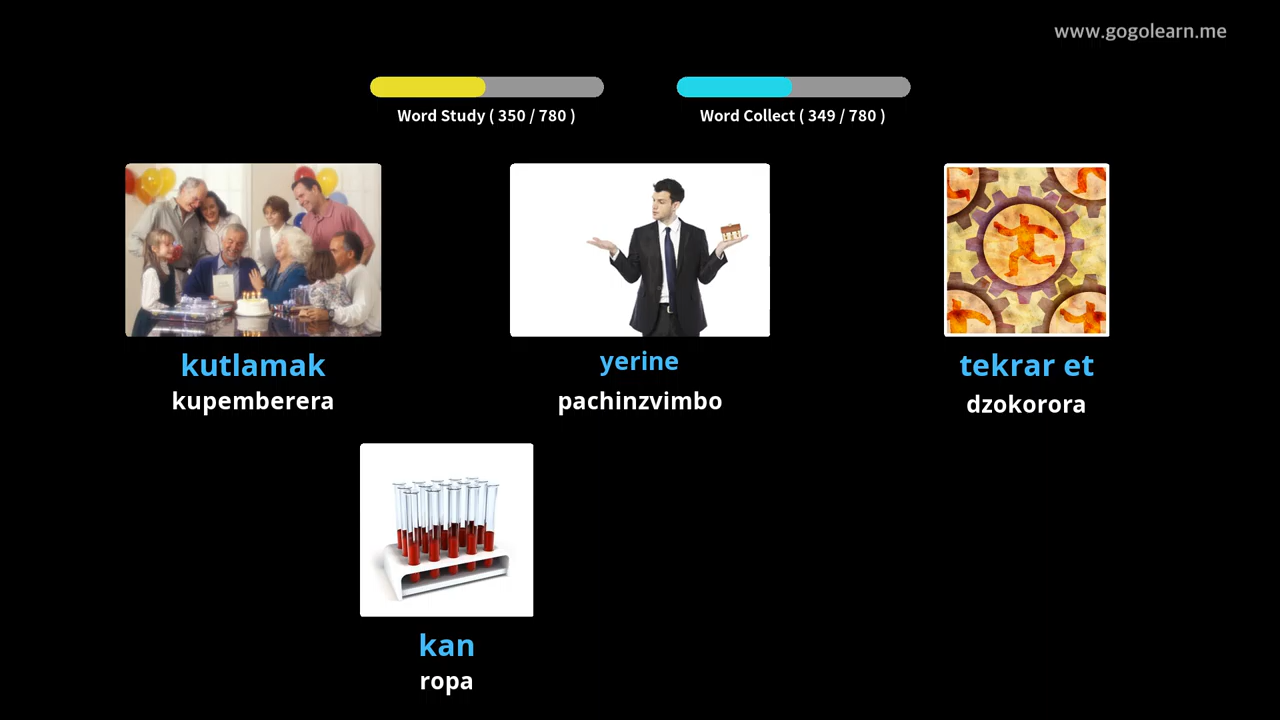 www.gogolearn.me
Word Study ( 350 / 780 )
Word Collect ( 349 / 780 )
kutlamak
kupemberera
yerine
pachinzvimbo
tekrar et
dzokorora
kan
ropa